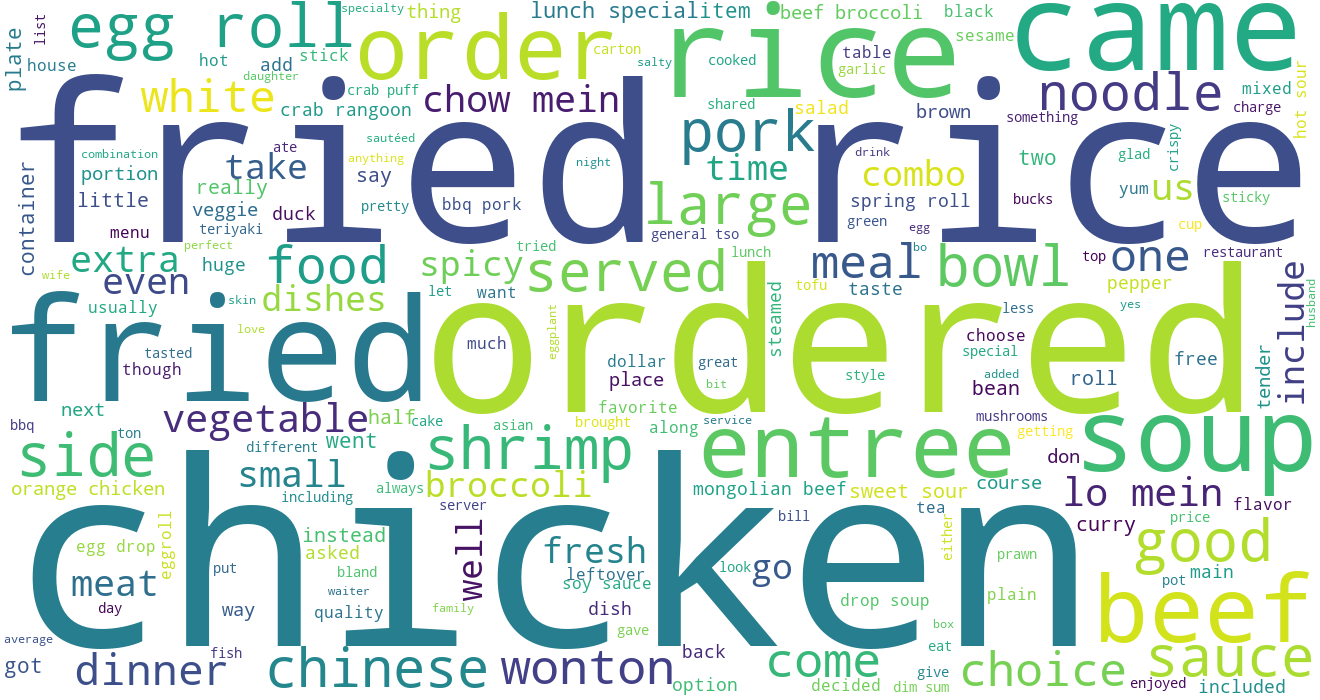 specialty thing lunch specialitem beef broccoli black
egg roll order rice came
list carton sesame
plate house hot add stick salty cooked table garlic
daughter crab puff hot sour
white crab rangoon chow mein shared salad brown noodle mixed charge
fried rice
something
combination ate sautéed pork drink crispy
portion take anything night time two glad
container really say combo yum us
little veggie pretty bbq pork large spring roll bucks sticky
menu teriyaki duck general tso green egg cup
perfect tried lunch bo top one restaurant
extra huge food spicy served meal bowl
wife even skin dishes let want tofu taste pepper include husband
usually love steamed less yes
fried ordered
tasted though much eggplant dollar great choose special free tender
place style added bean roll
bit
next vegetable half cake favorite mushrooms
bbq ton went asian brought along service getting
side different shrimp entree don soup
small always broccoli mongolian beef sweet sour course lo mein
orange chicken including server tea flavor
chicken
eggroll instead well fresh bill either curry price good
egg drop asked leftover go prawn
meat put bland soy sauce look pot main beef
day way waiter quality family dish drop soup plain
gave box
average fish back eat sauce
got dinner chinese wonton come give choice
option decided dim sum enjoyed included